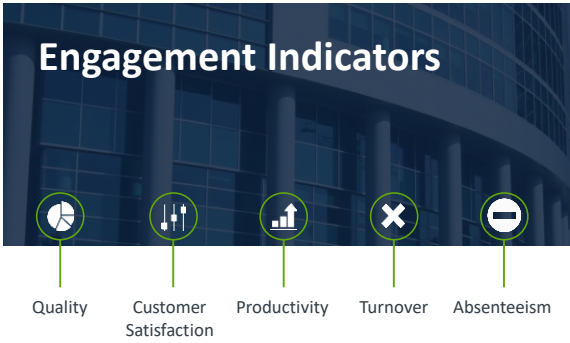 Engagement Indicators
Quality
Customer
Satisfaction
Productivity
Turnover
Absenteeism